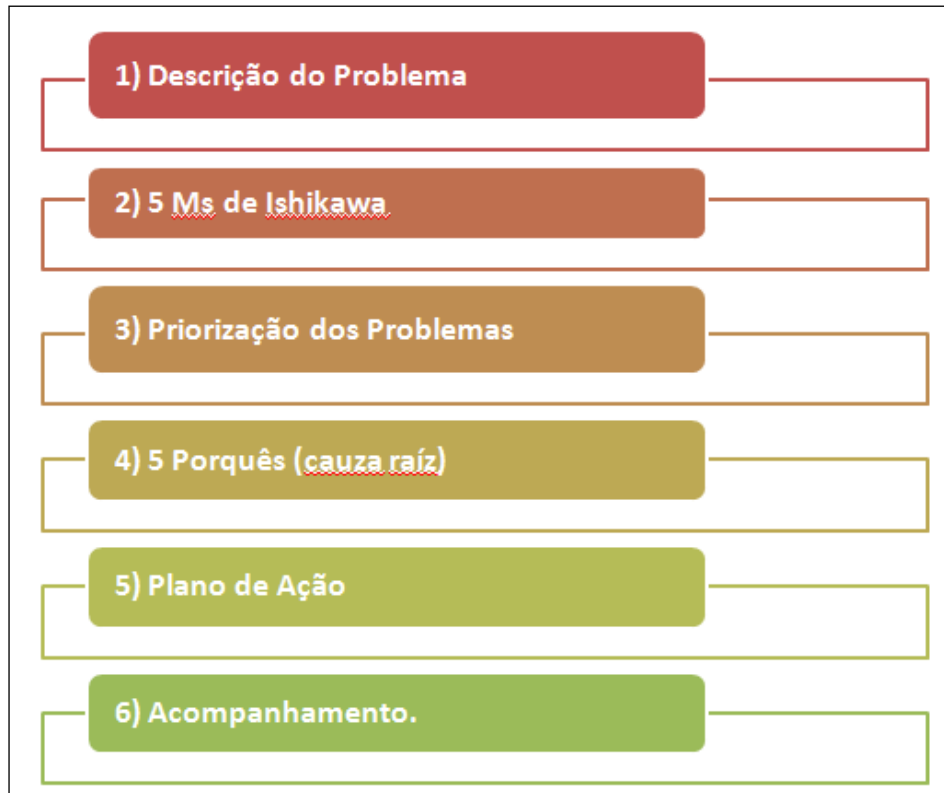 1) Descrição do Problema
2) 5 Ms de Ishikawa
3) Priorização dos Problemas
4) 5 Porquês (cauza raíz)
5) Plano de Ação
6) Acompanhamento.